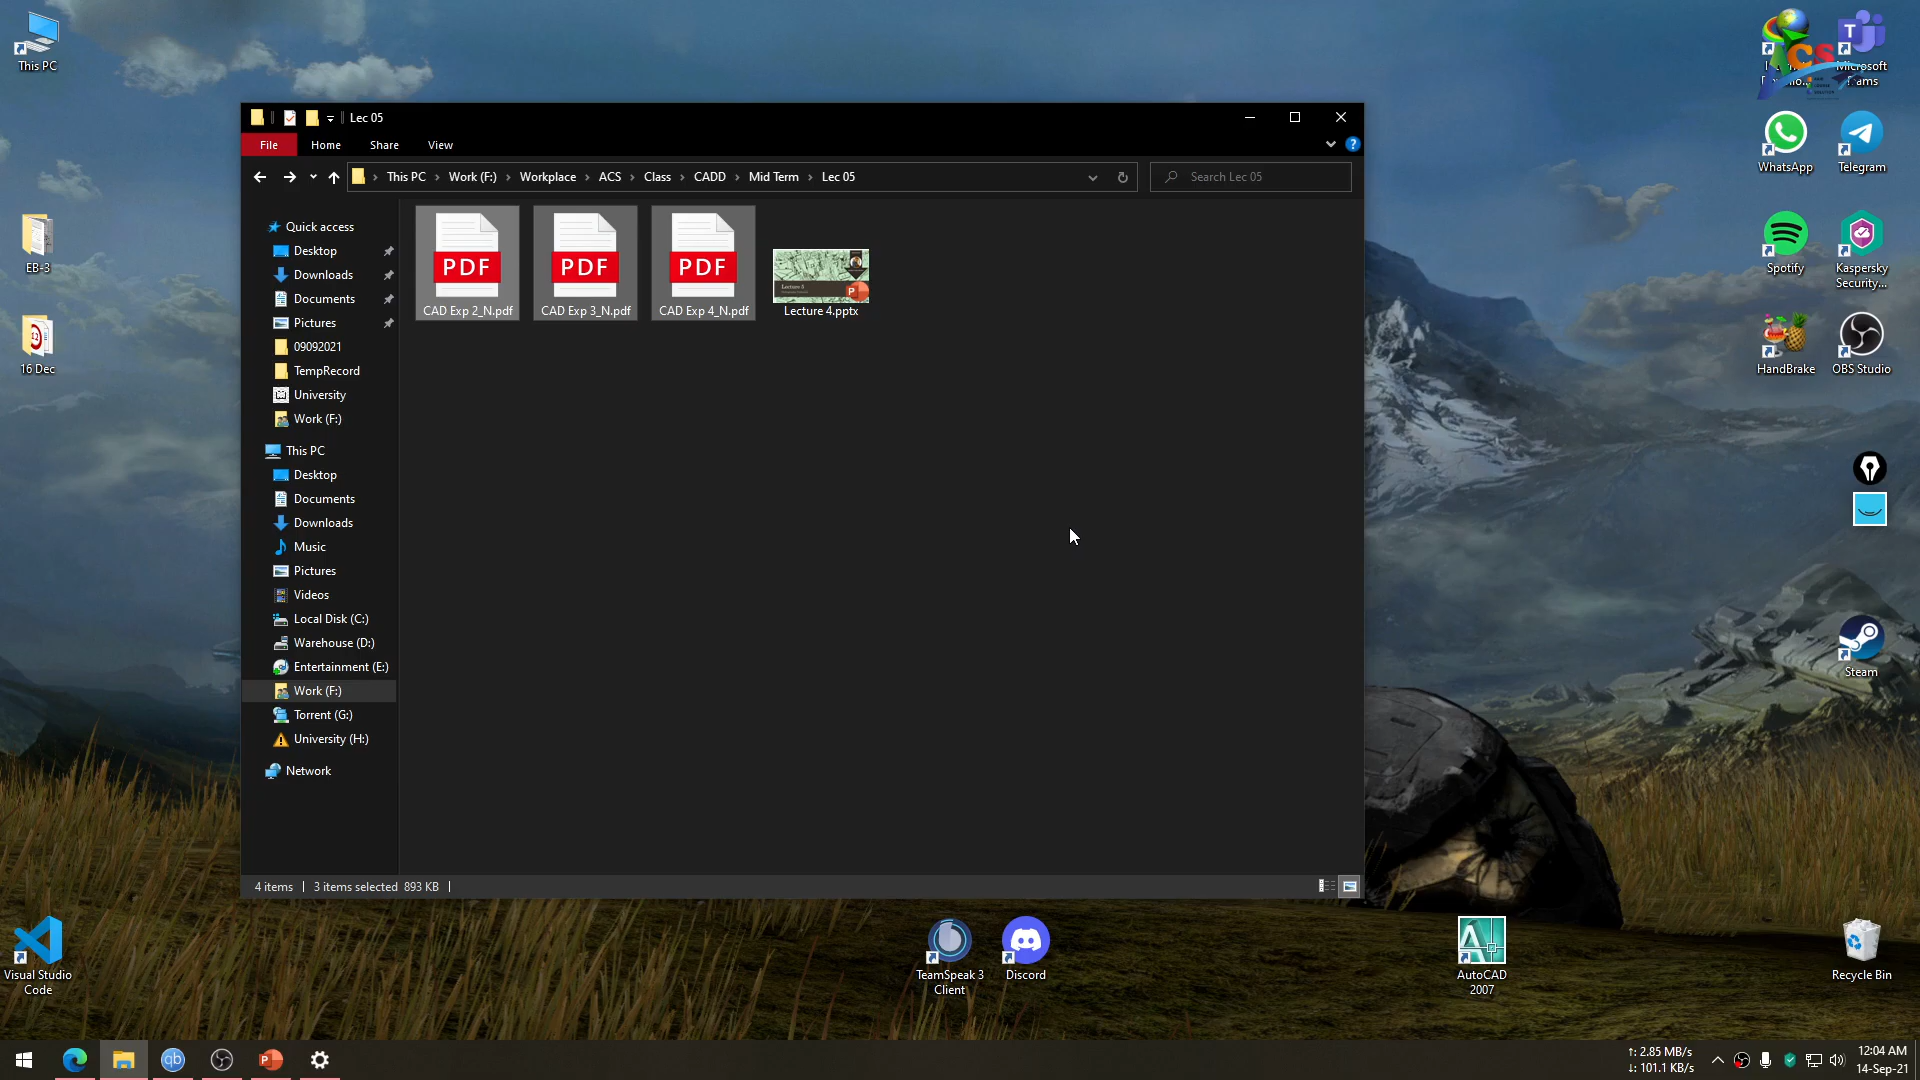 This PC
EB-3
16 Dec
Visual Studio
Code
Lec 05
File
Home
Share
View
This PC
Work (F:)
Workplace
ACS
Class
CADD
Mid Term
Lec 05
Search Lec 05
Quick access
Desktop
Downloads
Documents
Pictures
09092021
TempRecord
University
Work (F:)
This PC
Desktop
Documents
Downloads
Music
Pictures
Videos
Local Disk (C:)
Warehouse (D:)
Entertainment (E:)
Work (F:)
Torrent (G:)
University (H:)
Network
PDF
CAD Exp 2_N.pdf
PDF
CAD Exp 3_N.pdf
PDF
CAD Exp 4_N.pdf
Lecture 5
P
Lecture 4.pptx
4 items
3 items selected 893 KB
CS
Microsoft
WhatsApp
Telegram
Spotify
Kaspersky
Security...
HandBrake
OBS Studio
Steam
TeamSpeak 3
Client
Discord
AutoCAD
2007
Recycle Bin
qb
P
↑: 2.85 MB/s
↓: 101.1 KB/s
12:04 AM
14-Sep-21